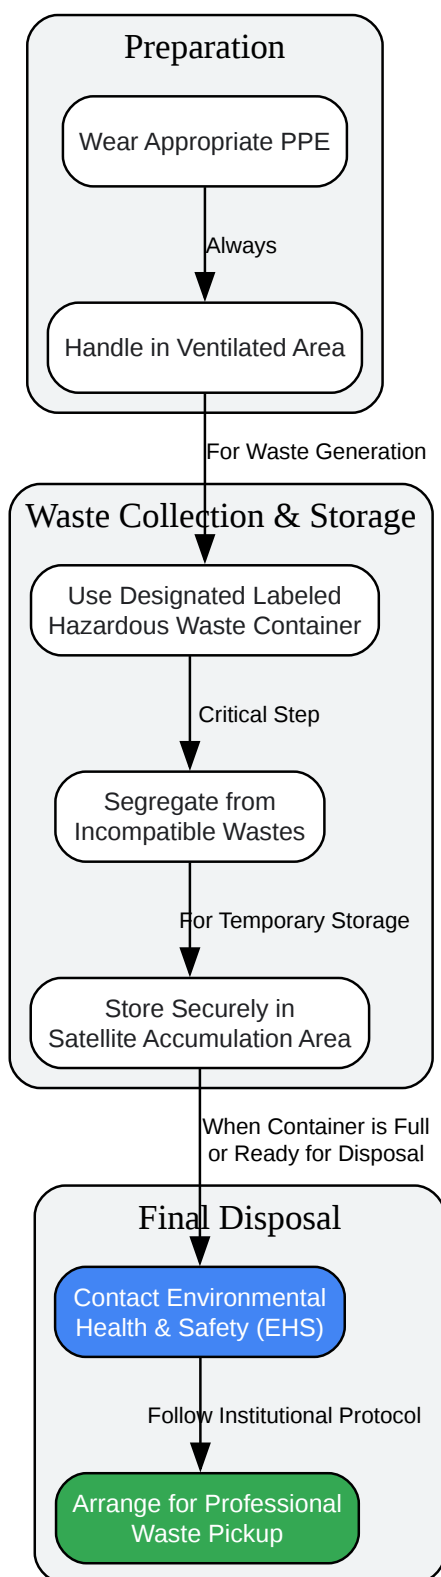 Preparation
Wear Appropriate PPE
Always
Handle in Ventilated Area
For Waste Generation
Waste Collection & Storage
Use Designated Labeled
Hazardous Waste Container
Critical Step
Segregate from
Incompatible Wastes
For Temporary Storage
Store Securely in
Satellite Accumulation Area
When Container is Full
or Ready for Disposal
Final Disposal
Contact Environmental
Health & Safety (EHS)
Follow Institutional Protocol
Arrange for Professional
Waste Pickup